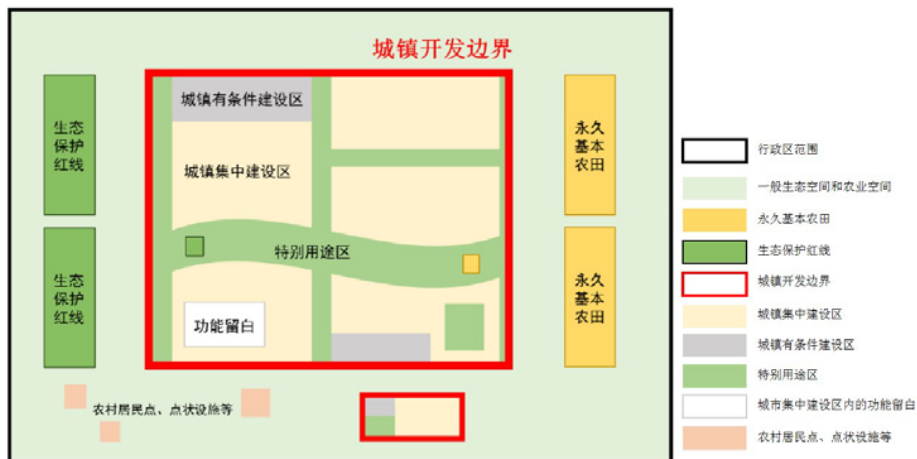 城镇开发边界
城镇有条件建设区
生态
保护
红线
永久
基本
农田
城镇集中建设区
特别用途区
生态
保护
红线
永久
基本
农田
功能留白
农村居民点、点状设施等
行政区范围
一般生态空间和农业空间
永久基本农田
生态保护红线
城镇开发边界
城镇集中建设区
城镇有条件建设区
特别用途区
城市集中建设区内的功能留白
农村居民点、点状设施等